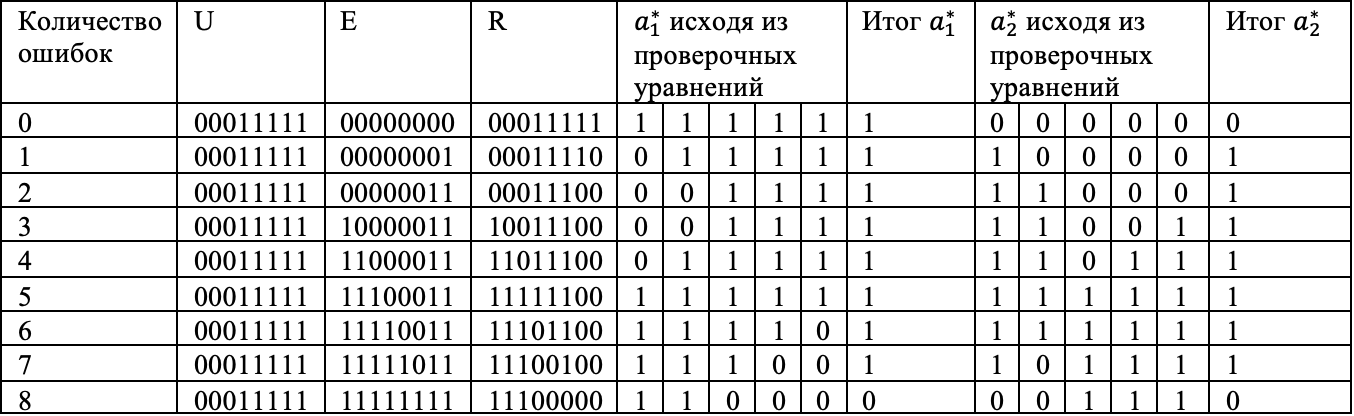 Количество ошибок U E R a₁* исходя из проверочных уравнений Итог a₁* a₂* исходя из проверочных уравнений Итог a₂*
0 00011111 00000000 00011111 1 1 1 1 1 1 0 0 0 0 0 0
1 00011111 00000001 00011110 0 1 1 1 1 1 1 0 0 0 0 1
2 00011111 00000011 00011100 0 0 1 1 1 1 1 1 0 0 0 1
3 00011111 10000011 10011100 0 0 1 1 1 1 1 1 0 0 1 1
4 00011111 11000011 11011100 0 1 1 1 1 1 1 1 0 1 1 1
5 00011111 11100011 11111100 1 1 1 1 1 1 1 1 1 1 1 1
6 00011111 11110011 11101100 1 1 1 1 0 1 1 1 1 1 1 1
7 00011111 11111011 11100100 1 1 1 0 0 1 1 0 1 1 1 1
8 00011111 11111111 11100000 1 1 0 0 0 0 0 0 1 1 1 0